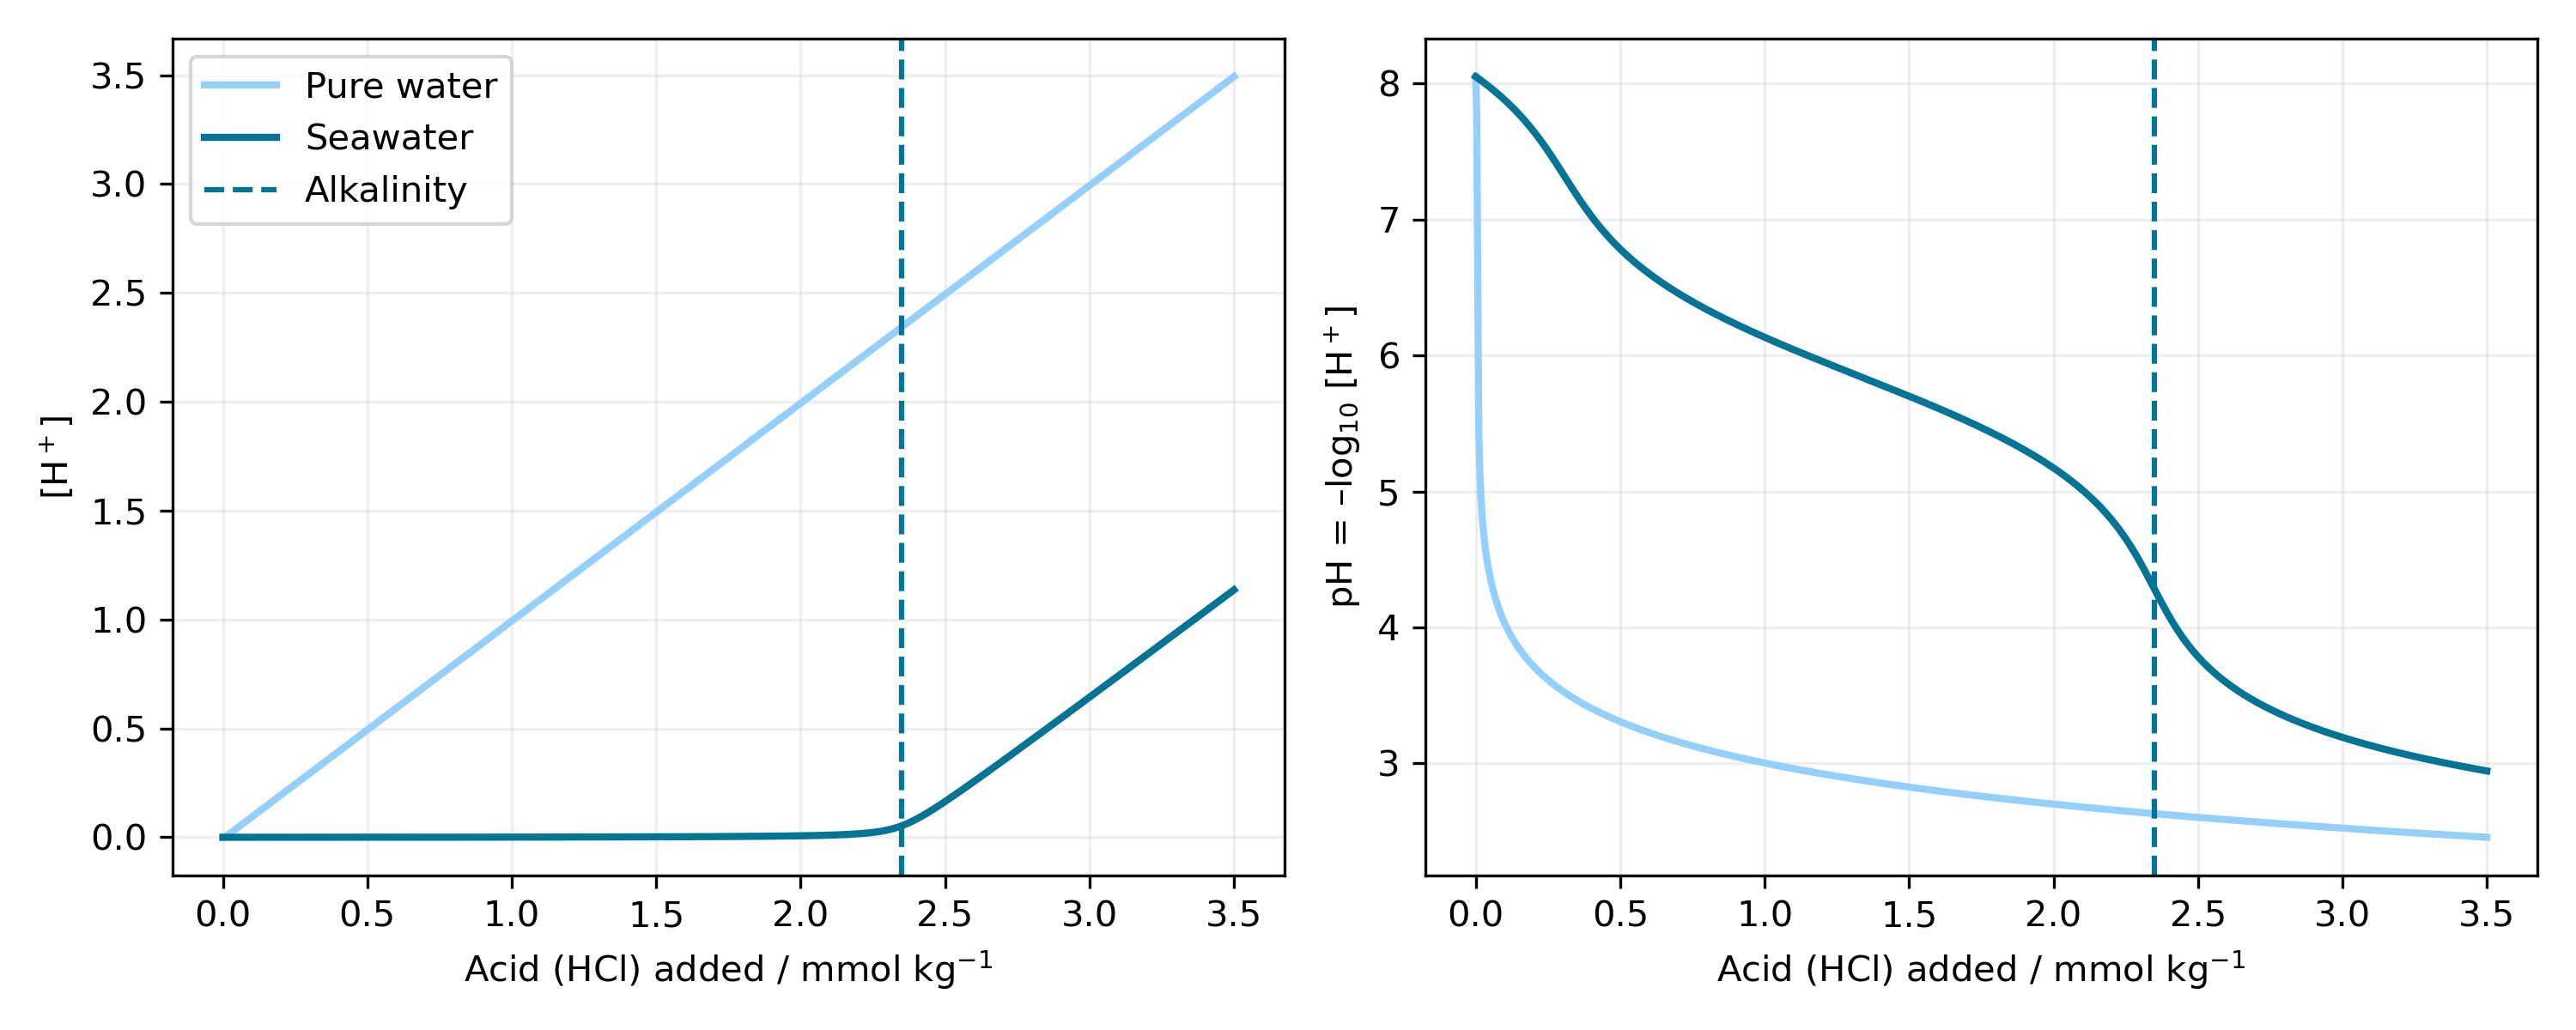 [H⁺]
3.5
3.0
2.5
2.0
1.5
1.0
0.5
0.0
Pure water
Seawater
Alkalinity
0.0 0.5 1.0 1.5 2.0 2.5 3.0 3.5
Acid (HCl) added / mmol kg⁻¹
pH = –log₁₀ [H⁺]
8
7
6
5
4
3
0.0 0.5 1.0 1.5 2.0 2.5 3.0 3.5
Acid (HCl) added / mmol kg⁻¹